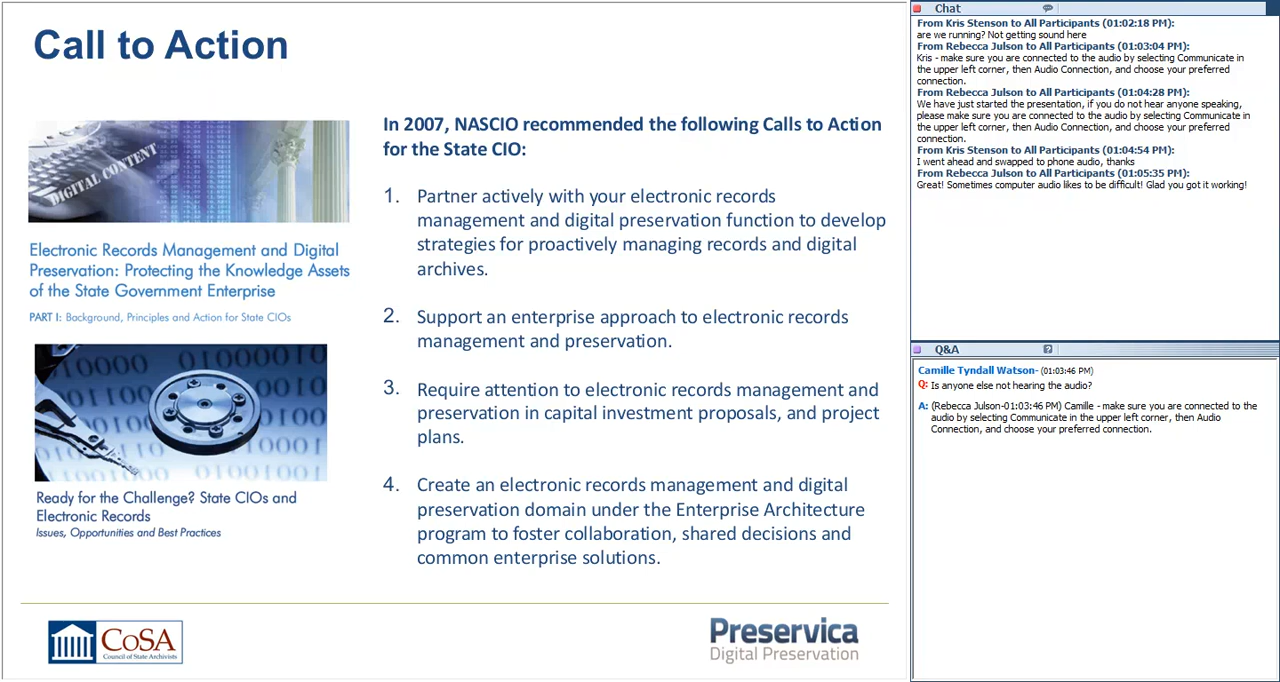 Call to Action
DIGITAL CONTENT
Electronic Records Management and Digital
Preservation: Protecting the Knowledge Assets
of the State Government Enterprise
PART I: Background, Principles and Action for State CIOs
Ready for the Challenge? State CIOs and
Electronic Records
Issues, Opportunities and Best Practices
In 2007, NASCIO recommended the following Calls to Action
for the State CIO:
1. Partner actively with your electronic records
management and digital preservation function to develop
strategies for proactively managing records and digital
archives.
2. Support an enterprise approach to electronic records
management and preservation.
3. Require attention to electronic records management and
preservation in capital investment proposals, and project
plans.
4. Create an electronic records management and digital
preservation domain under the Enterprise Architecture
program to foster collaboration, shared decisions and
common enterprise solutions.
CoSA
Council of State Archivists
Preservica
Digital Preservation
Chat
From Kris Stenson to All Participants (01:02:18 PM):
are we running? Not getting sound here
From Rebecca Julson to All Participants (01:03:04 PM):
Kris - make sure you are connected to the audio by selecting Communicate in
the upper left corner, then Audio Connection, and choose your preferred
connection.
From Rebecca Julson to All Participants (01:04:28 PM):
We have just started the presentation, if you do not hear anyone speaking,
please make sure you are connected to the audio by selecting Communicate in
the upper left corner, then Audio Connection, and choose your preferred
connection.
From Kris Stenson to All Participants (01:04:54 PM):
I went ahead and swapped to phone audio, thanks
From Rebecca Julson to All Participants (01:05:35 PM):
Great! Sometimes computer audio likes to be difficult! Glad you got it working!
Q&A
Camille Tyndall Watson- (01:03:46 PM)
Q: Is anyone else not hearing the audio?
A: (Rebecca Julson-01:03:46 PM) Camille - make sure you are connected to the
audio by selecting Communicate in the upper left corner, then Audio
Connection, and choose your preferred connection.